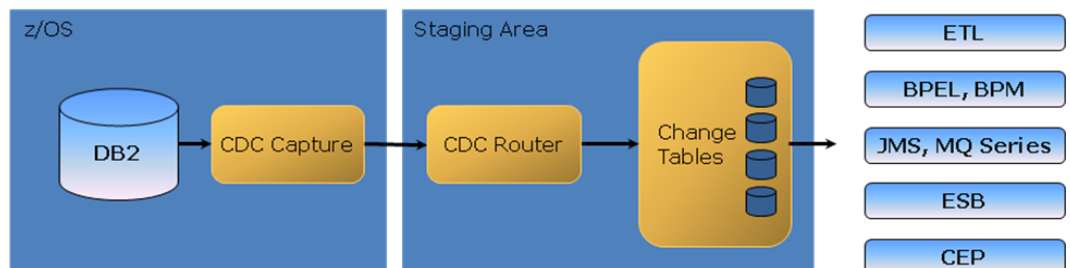 z/OS
DB2
CDC Capture
Staging Area
CDC Router
Change
Tables
ETL
BPEL, BPM
JMS, MQ Series
ESB
CEP